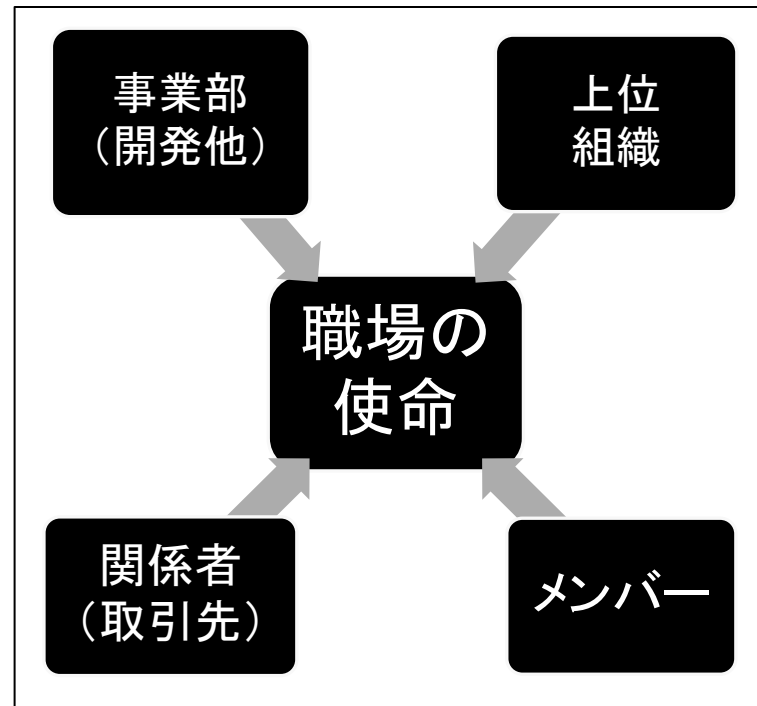 事業部
（開発他）
上位
組織
職場の
使命
関係者
（取引先）
メンバー